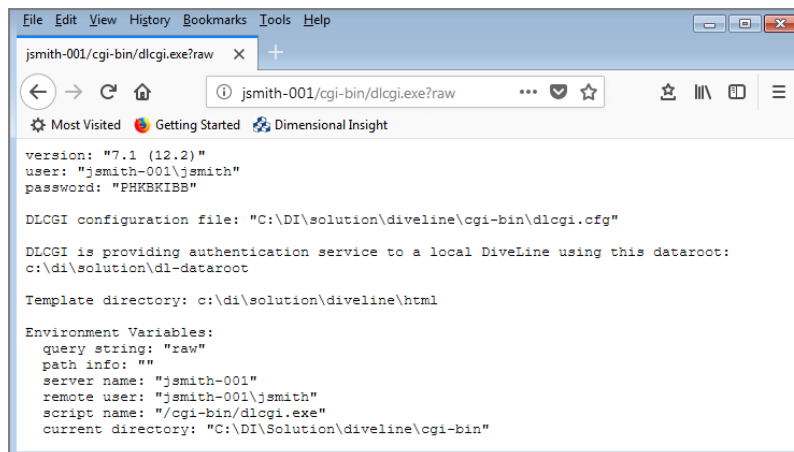 File Edit View History Bookmarks Tools Help
jsmith-001/cgi-bin/dlcgi.exe?raw
jsmith-001/cgi-bin/dlcgi.exe?raw
Most Visited Getting Started Dimensional Insight
version: "7.1 (12.2)"
user: "jsmith-001\jsmith"
password: "PHKBKIBB"
DLCGI configuration file: "C:\DI\solution\diveline\cgi-bin\dlcgi.cfg"
DLCGI is providing authentication service to a local DiveLine using this dataroot:
c:\di\solution\dl-dataroot
Template directory: c:\di\solution\diveline\html
Environment Variables:
query string: "raw"
path info: ""
server name: "jsmith-001"
remote user: "jsmith-001\jsmith"
script name: "/cgi-bin/dlcgi.exe"
current directory: "C:\DI\Solution\diveline\cgi-bin"